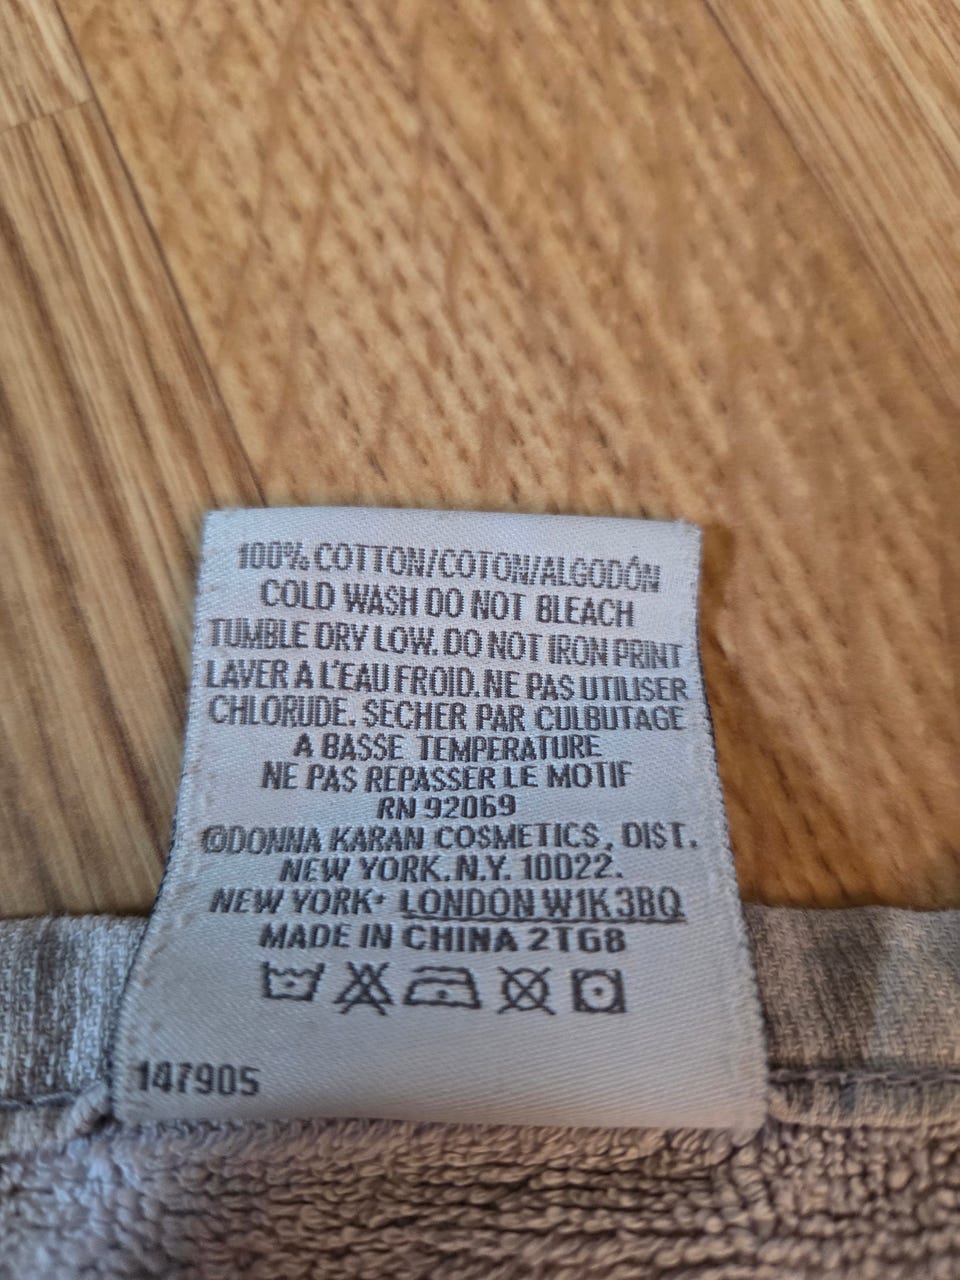 100% COTTON/COTON/ALGODÓN
COLD WASH DO NOT BLEACH
TUMBLE DRY LOW. DO NOT IRON PRINT
LAVER A L'EAU FROID. NE PAS UTILISER
CHLORUDE. SECHER PAR CULBUTAGE
A BASSE TEMPERATURE
NE PAS REPASSER LE MOTIF
RN 92069
©DONNA KARAN COSMETICS, DIST.
NEW YORK. N.Y. 10022.
NEW YORK• LONDON W1K 3BQ
MADE IN CHINA 2TG8
147905